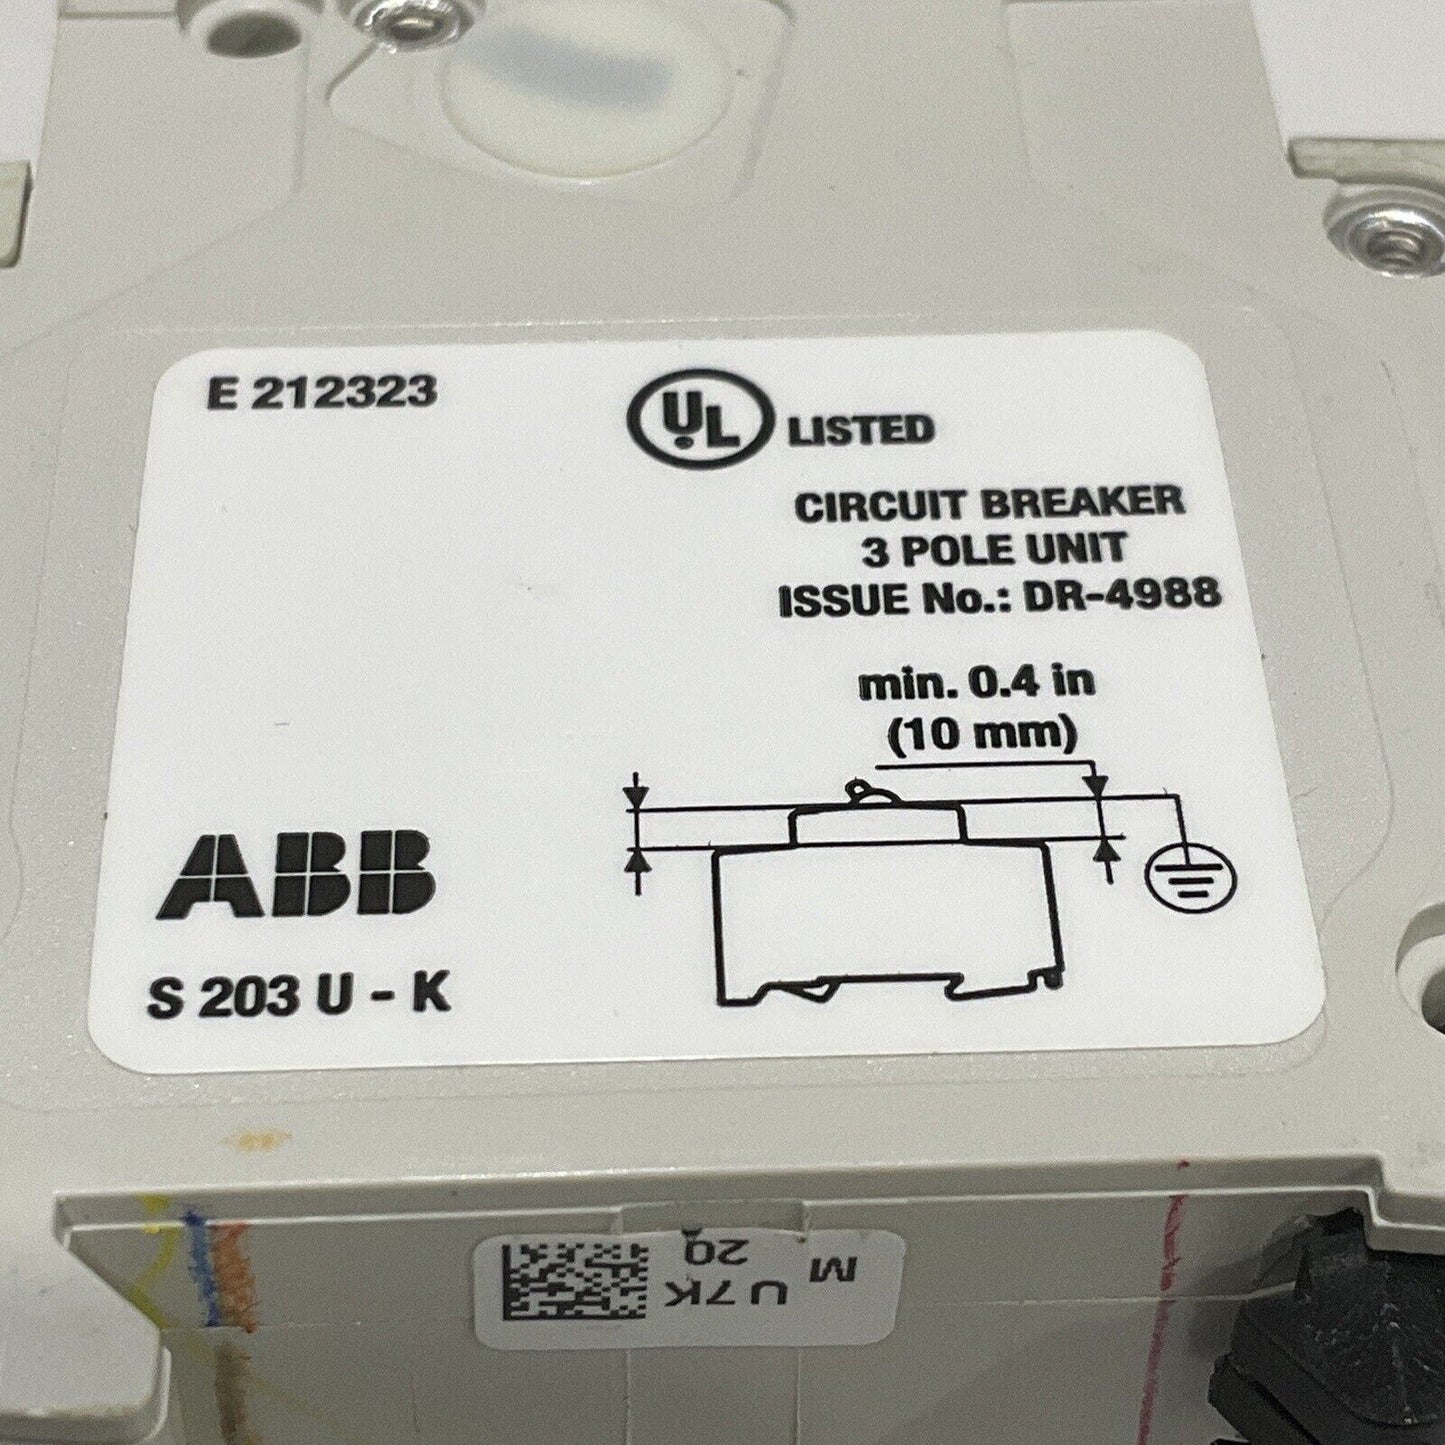 E 212323
UL LISTED
CIRCUIT BREAKER
3 POLE UNIT
ISSUE No.: DR-4988
min. 0.4 in
(10 mm)
ABB
S 203 U - K
M
U 7K